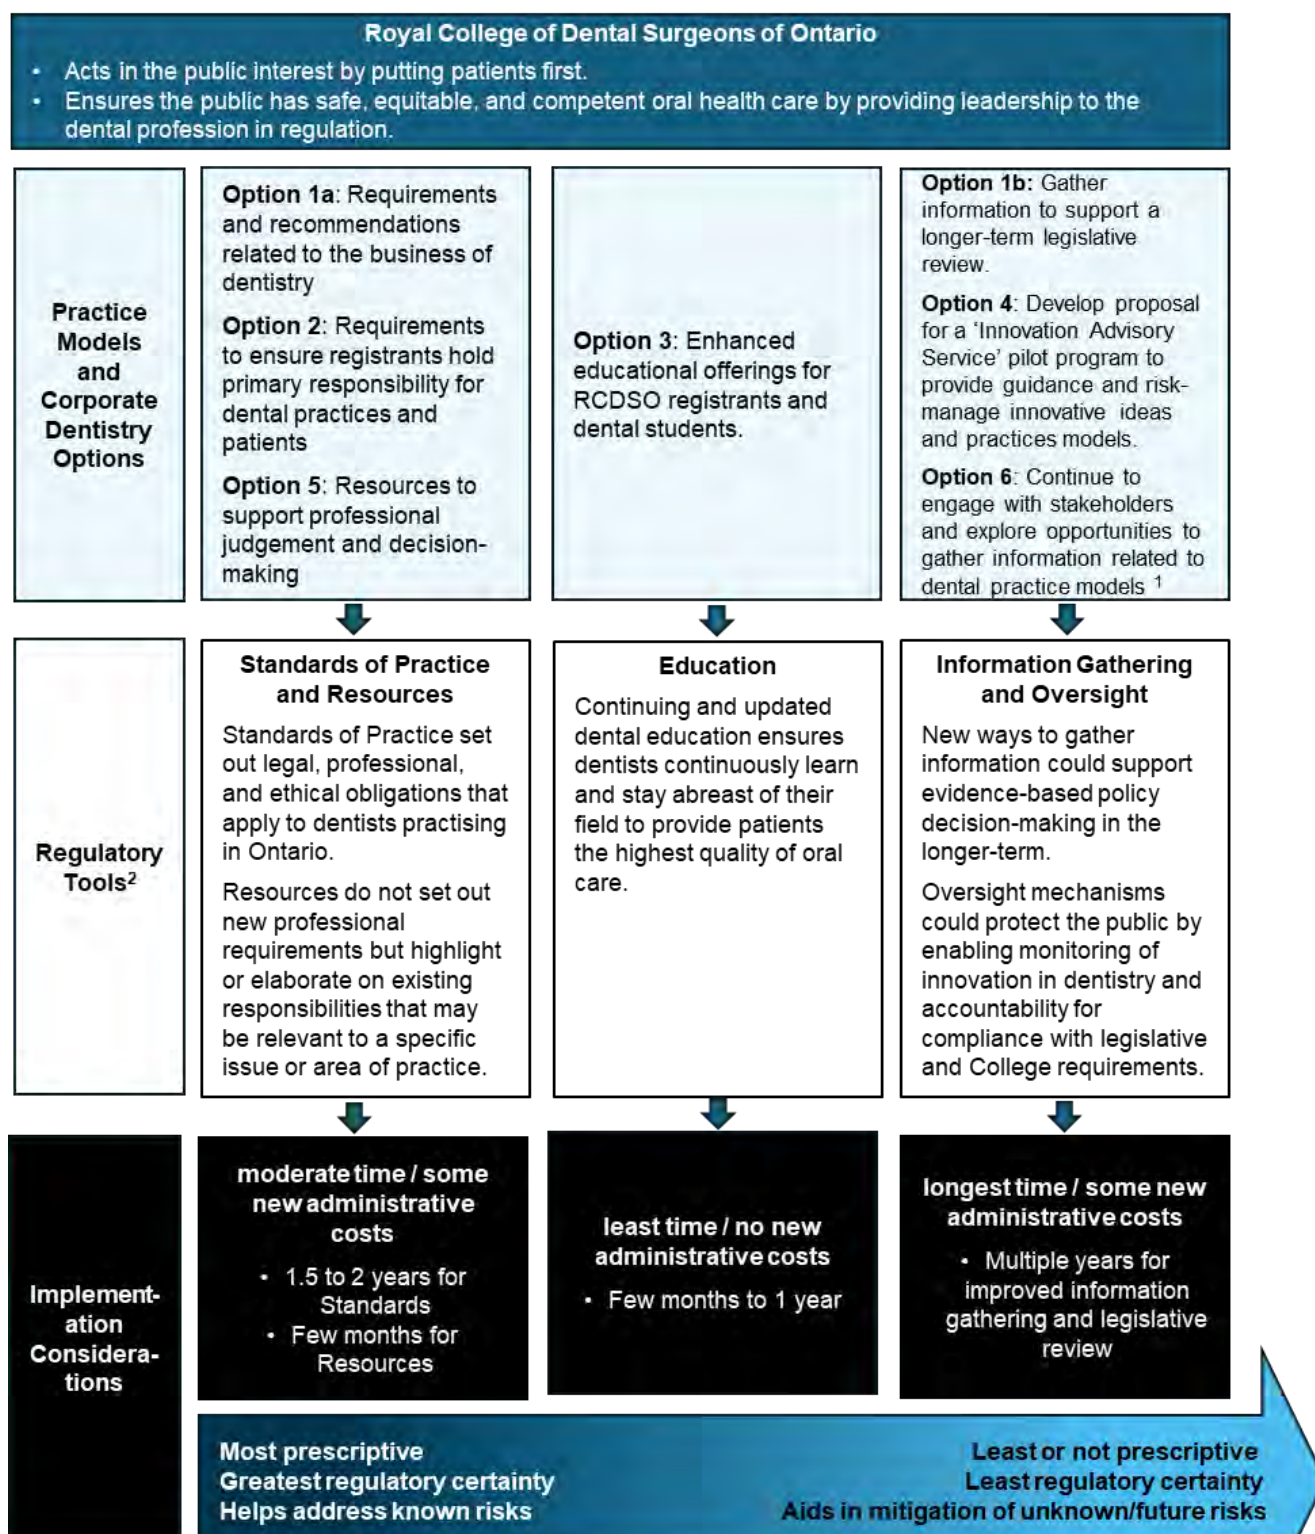 Royal College of Dental Surgeons of Ontario
• Acts in the public interest by putting patients first.
• Ensures the public has safe, equitable, and competent oral health care by providing leadership to the
dental profession in regulation.
Practice
Models
and
Corporate
Dentistry
Options
Option 1a: Requirements
and recommendations
related to the business of
dentistry
Option 2: Requirements
to ensure registrants hold
primary responsibility for
dental practices and
patients
Option 5: Resources to
support professional
judgement and decision-
making
Option 3: Enhanced
educational offerings for
RCDSO registrants and
dental students.
Option 1b: Gather
information to support a
longer-term legislative
review.
Option 4: Develop proposal
for a ‘Innovation Advisory
Service’ pilot program to
provide guidance and risk-
manage innovative ideas
and practices models.
Option 6: Continue to
engage with stakeholders
and explore opportunities to
gather information related to
dental practice models 1
Regulatory
Tools2
Standards of Practice
and Resources
Standards of Practice set
out legal, professional,
and ethical obligations that
apply to dentists practising
in Ontario.
Resources do not set out
new professional
requirements but highlight
or elaborate on existing
responsibilities that may
be relevant to a specific
issue or area of practice.
Education
Continuing and updated
dental education ensures
dentists continuously learn
and stay abreast of their
field to provide patients
the highest quality of oral
care.
Information Gathering
and Oversight
New ways to gather
information could support
evidence-based policy
decision-making in the
longer-term.
Oversight mechanisms
could protect the public by
enabling monitoring of
innovation in dentistry and
accountability for
compliance with legislative
and College requirements.
Implement-
ation
Considera-
tions
moderate time / some
new administrative
costs
• 1.5 to 2 years for
Standards
• Few months for
Resources
least time / no new
administrative costs
• Few months to 1 year
longest time / some new
administrative costs
• Multiple years for
improved information
gathering and legislative
review
Most prescriptive
Greatest regulatory certainty
Helps address known risks
Least or not prescriptive
Least regulatory certainty
Aids in mitigation of unknown/future risks